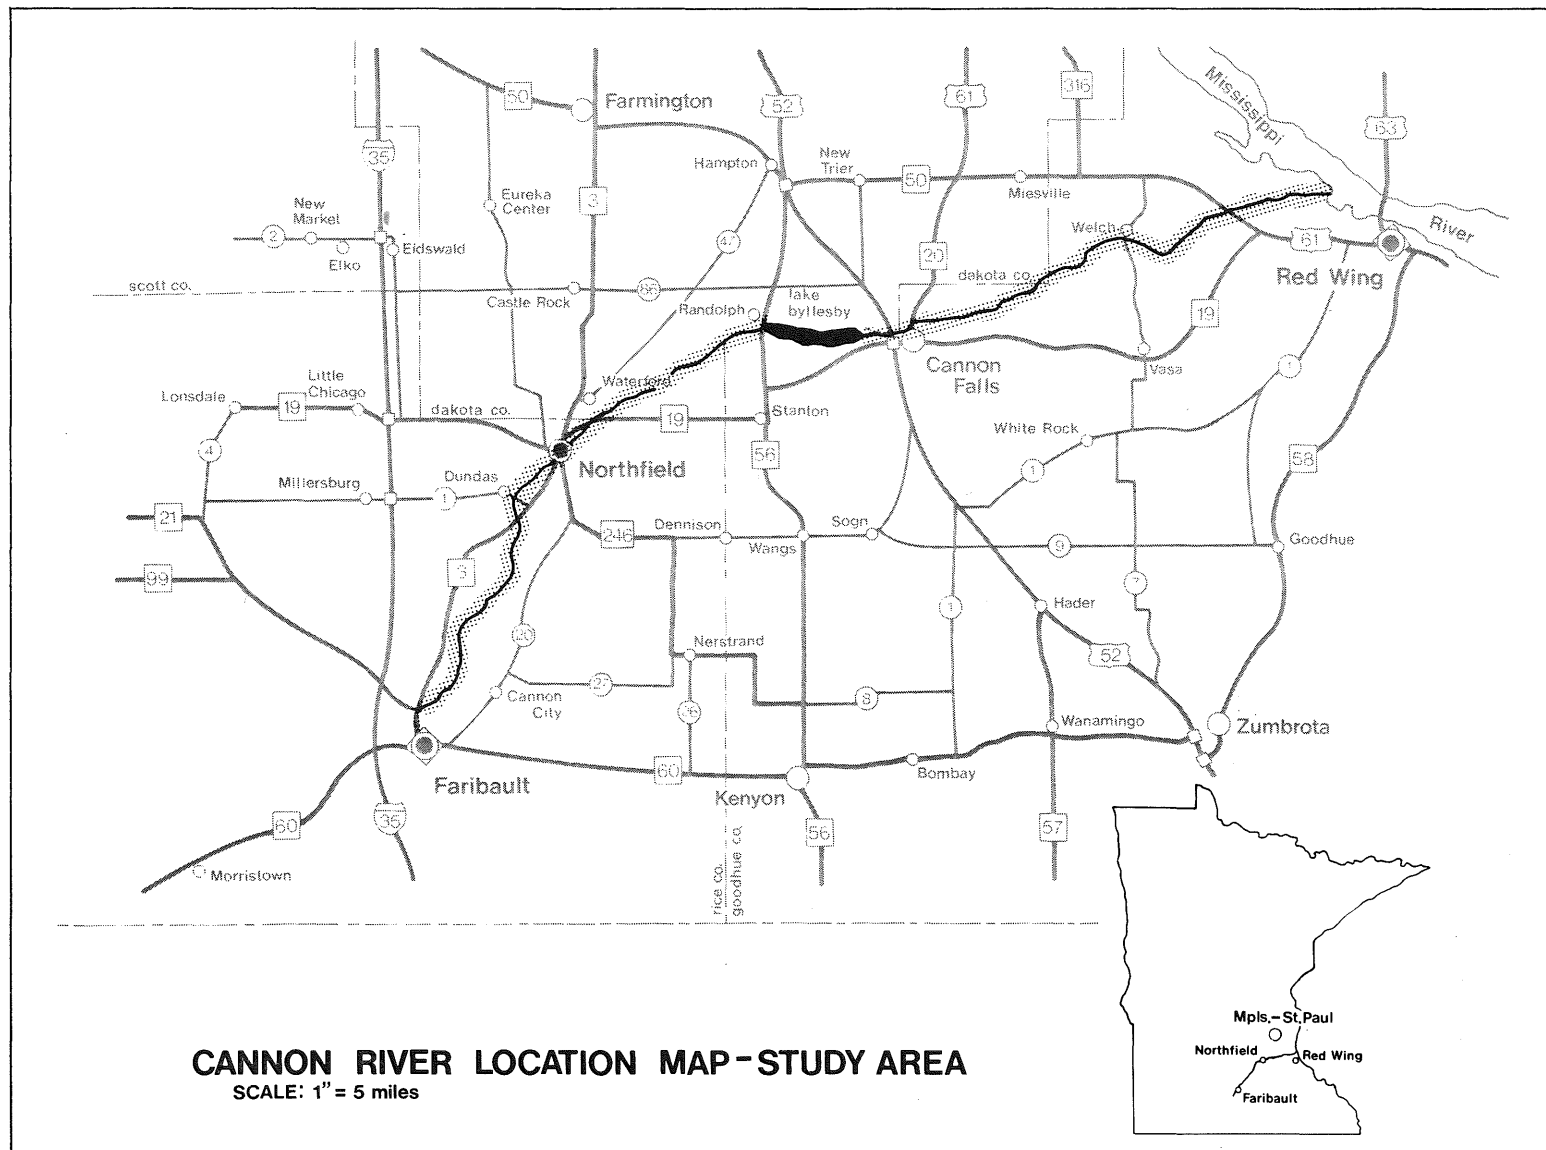 50
Farmington
52
61
316
Mississippi
63
35
Hampton
New
Trier
50
Miesville
Eureka
Center
3
New
Market
2
Elko
Eidswald
47
Welch
River
61
20
Red Wing
scott co.
dakota co.
Castle Rock
86
Randolph
lake
byllesby
19
Cannon
Falls
Vasa
1
Waterford
Little
Chicago
Lonsdale
19
dakota co.
19
Stanton
4
White Rock
56
Northfield
58
Millersburg
1
Dundas
1
21
246
Dennison
Wangs
Sogn
9
Goodhue
99
3
7
Hader
1
20
Nerstrand
52
27
Cannon
City
8
26
Wanamingo
Zumbrota
60
Bombay
Faribault
Kenyon
60
35
56
57
rice co.
goodhue co.
Morristown
Mpls.-St. Paul
Northfield
Red Wing
Faribault
CANNON RIVER LOCATION MAP-STUDY AREA
SCALE: 1" = 5 miles